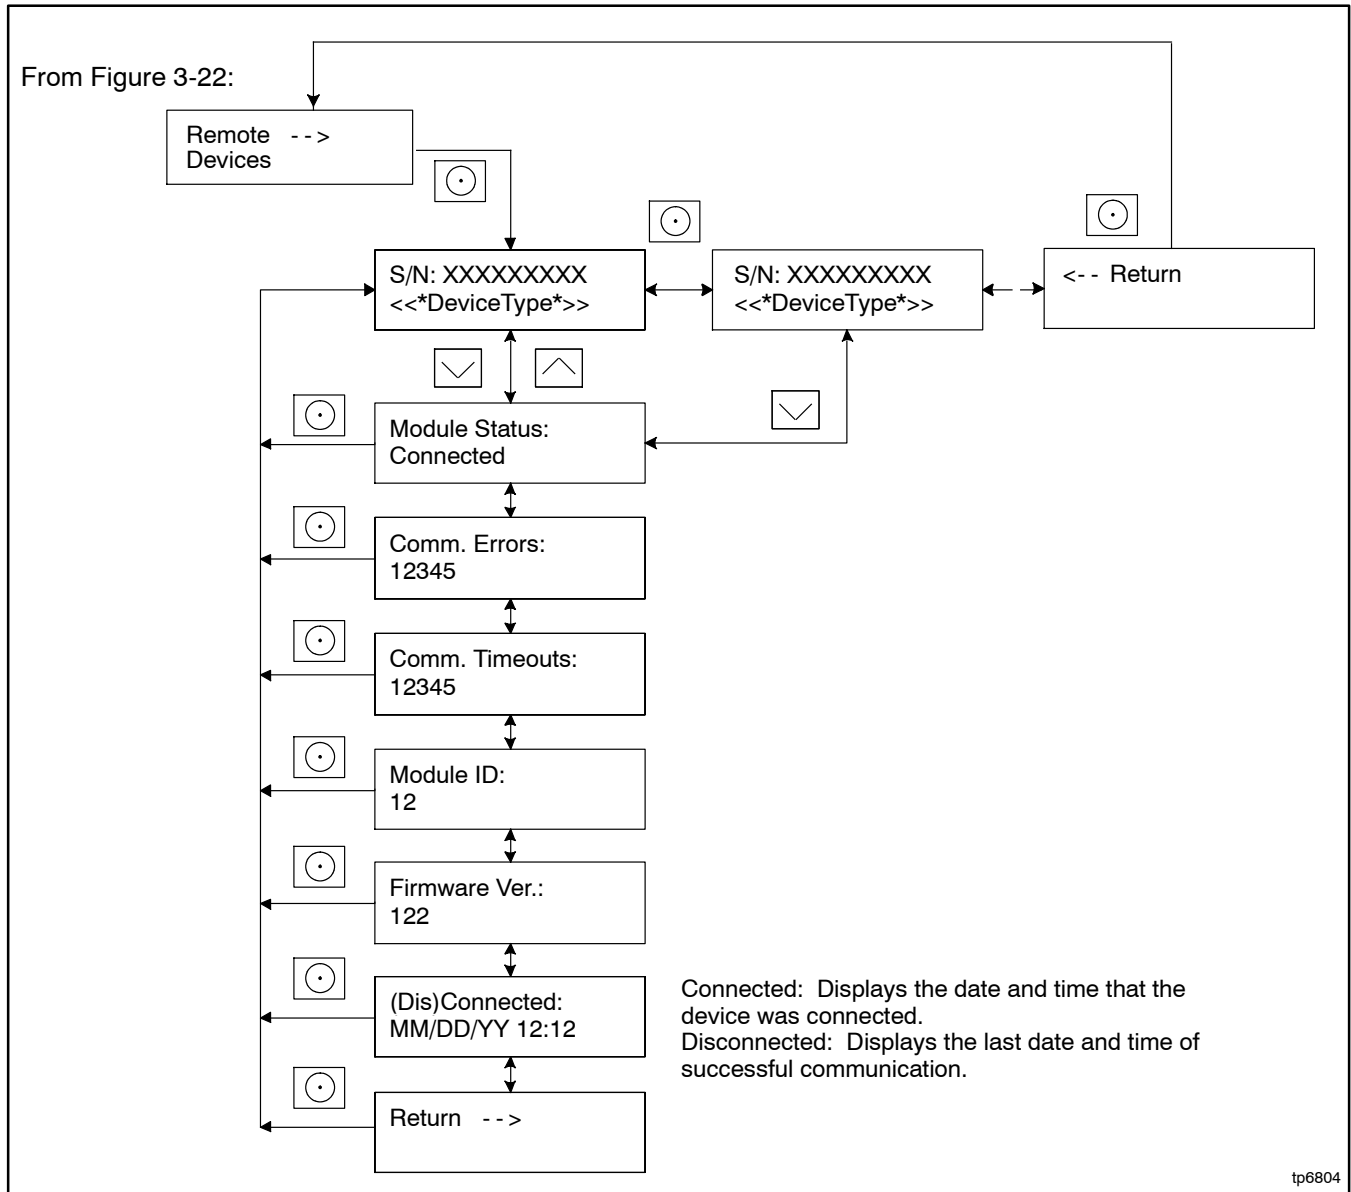 From Figure 3-22:
Remote - - >
Devices
S/N: XXXXXXXXX
<<*DeviceType*>>
S/N: XXXXXXXXX
<<*DeviceType*>>
<- - Return
Module Status:
Connected
Comm. Errors:
12345
Comm. Timeouts:
12345
Module ID:
12
Firmware Ver.:
122
(Dis)Connected:
MM/DD/YY 12:12
Connected: Displays the date and time that the
device was connected.
Disconnected: Displays the last date and time of
successful communication.
Return - - >
tp6804